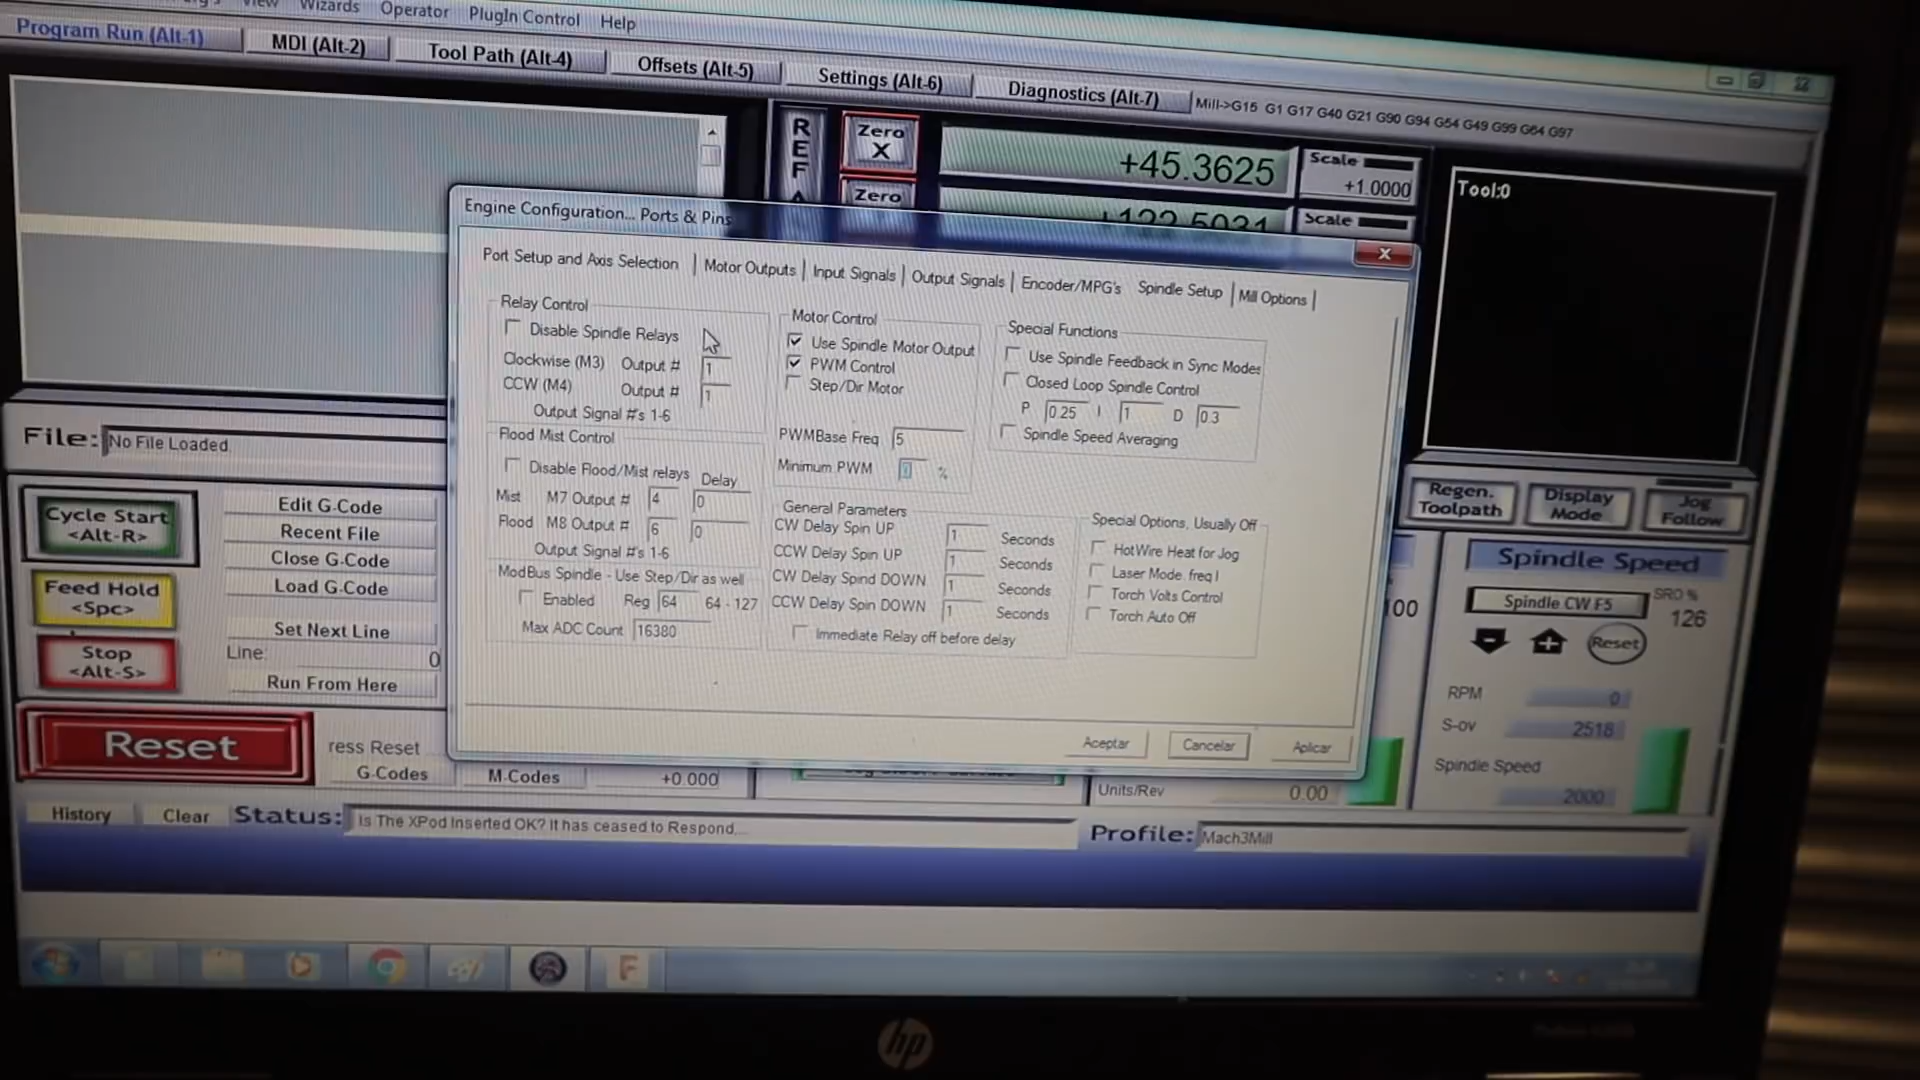 View Wizards Operator PlugIn Control Help
Program Run (Alt-1) MDI (Alt-2) Tool Path (Alt-4) Offsets (Alt-5) Settings (Alt-6) Diagnostics (Alt-7) Mill->G15 G1 G17 G40 G21 G90 G94 G54 G49 G99 G64 G97
REF Zero X +45.3625 Scale +1.0000
Zero +122.5031 Scale
Tool:0
Engine Configuration... Ports & Pins
Port Setup and Axis Selection Motor Outputs Input Signals Output Signals Encoder/MPG's Spindle Setup Mill Options
Relay Control
Disable Spindle Relays
Clockwise (M3) Output # 1
CCW (M4) Output # 1
Output Signal #'s 1-6
Flood Mist Control
Disable Flood/Mist relays Delay
Mist M7 Output # 4 0
Flood M8 Output # 6 0
Output Signal #'s 1-6
ModBus Spindle - Use Step/Dir as well
Enabled Reg 64 64 - 127
Max ADC Count 16380
Motor Control
Use Spindle Motor Output
PWM Control
Step/Dir Motor
PWMBase Freq 5
Minimum PWM 0 %
General Parameters
CW Delay Spin UP 1 Seconds
CCW Delay Spin UP 1 Seconds
CW Delay Spind DOWN 1 Seconds
CCW Delay Spin DOWN 1 Seconds
Immediate Relay off before delay
Special Functions
Use Spindle Feedback in Sync Modes
Closed Loop Spindle Control
P 0.25 I 1 D 0.3
Spindle Speed Averaging
Special Options, Usually Off
HotWire Heat for Jog
Laser Mode. freq
Torch Volts Control
Torch Auto Off
Aceptar Cancelar Aplicar
File: No File Loaded.
Cycle Start <Alt-R>
Feed Hold <Spc>
Stop <Alt-S>
Edit G-Code
Recent File
Close G-Code
Load G-Code
Set Next Line
Line: 0
Run From Here
Reset
ress Reset
G-Codes M-Codes +0.000
Regen. Toolpath Display Mode Jog Follow
Spindle Speed
Spindle CW F5 SRO %
126
Reset
RPM 0
S-ov 2518
Spindle Speed
2000
100
Units/Rev 0.00
History Clear Status: Is The XPod Inserted OK? It has ceased to Respond,... Profile: Mach3Mill
hp